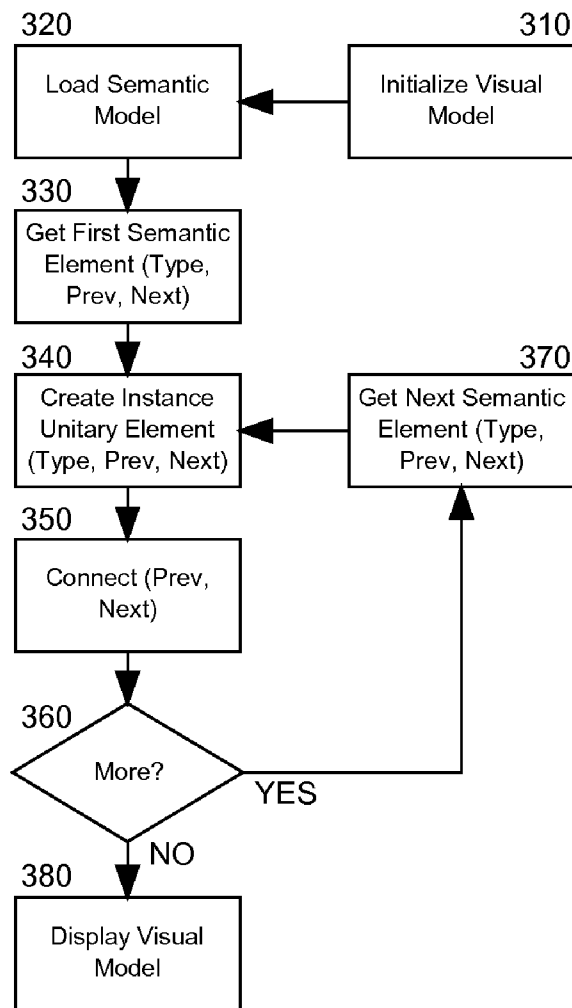 320
310
Load Semantic
Model
Initialize Visual
Model
330
Get First Semantic
Element (Type,
Prev, Next)
340
370
Create Instance
Unitary Element
(Type, Prev, Next)
Get Next Semantic
Element (Type,
Prev, Next)
350
Connect (Prev,
Next)
360
More?
YES
NO
380
Display Visual
Model